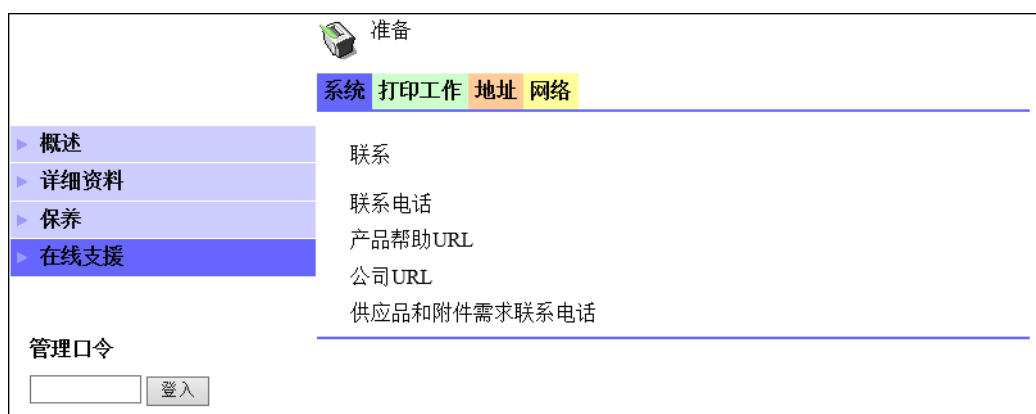 准备
系统 打印工作 地址 网络
概述
详细资料
保养
在线支援
管理口令
登入
联系
联系电话
产品帮助URL
公司URL
供应品和附件需求联系电话